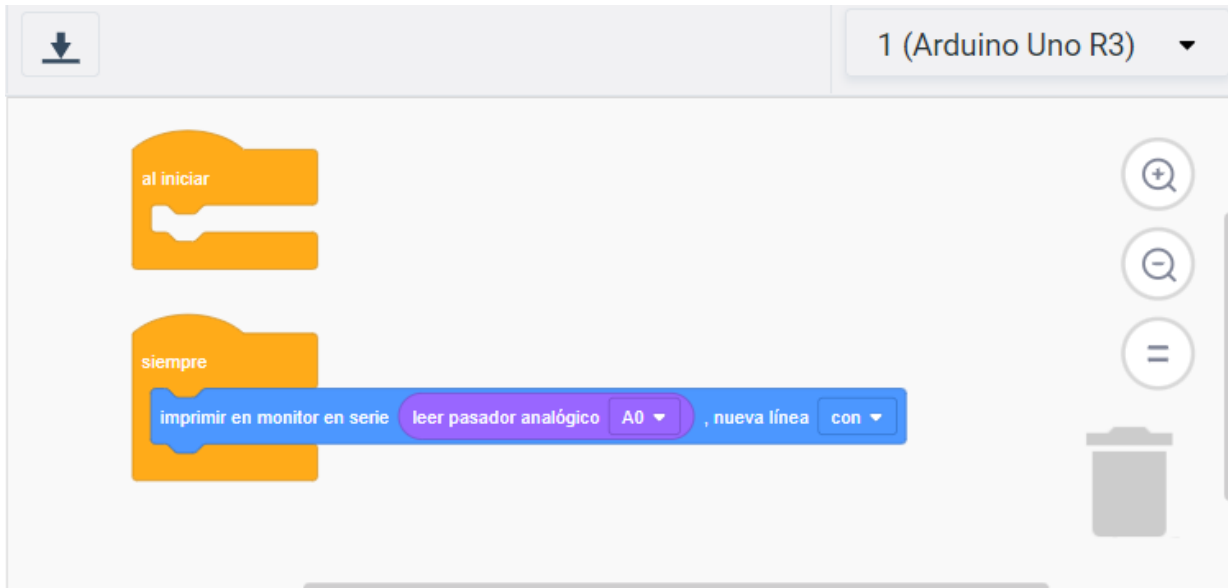 1 (Arduino Uno R3)
al iniciar
siempre
imprimir en monitor en serie leer pasador analógico A0 , nueva línea con